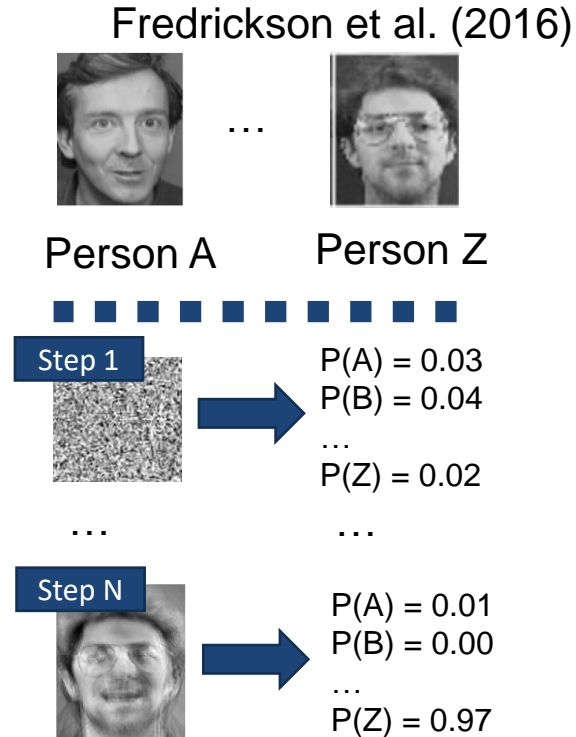 Fredrickson et al. (2016)
…
Person A
Person Z
Step 1
P(A) = 0.03
P(B) = 0.04
…
P(Z) = 0.02
…
…
Step N
P(A) = 0.01
P(B) = 0.00
…
P(Z) = 0.97